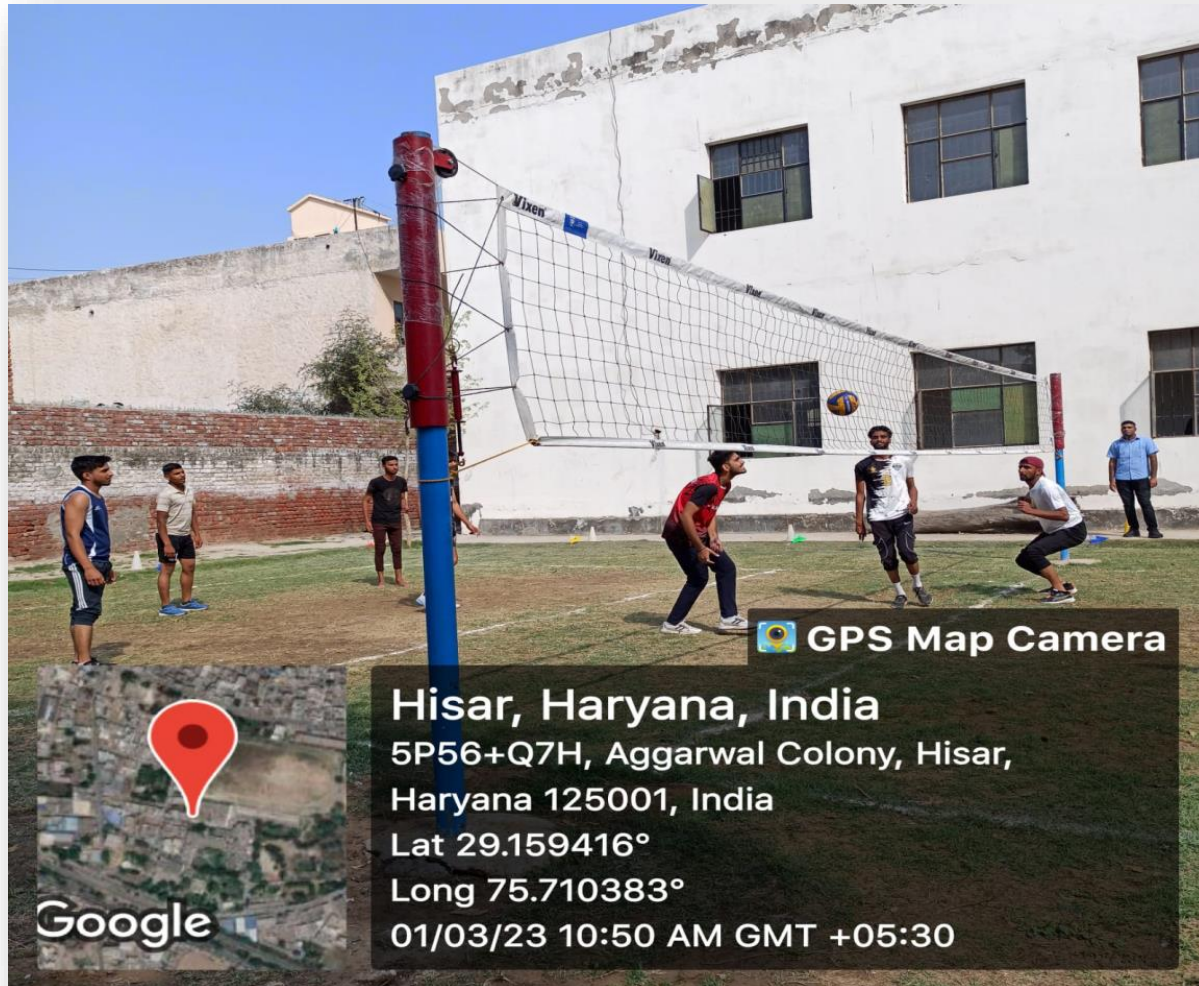 Vixen
Vixen
Vixen
GPS Map Camera
Hisar, Haryana, India
5P56+Q7H, Aggarwal Colony, Hisar,
Haryana 125001, India
Lat 29.159416°
Long 75.710383°
01/03/23 10:50 AM GMT +05:30
Google